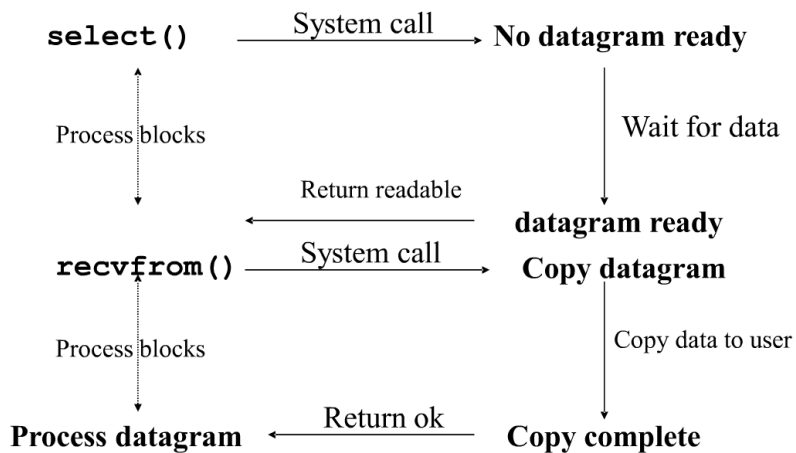 select()
System call
No datagram ready
Process blocks
Wait for data
Return readable
datagram ready
recvfrom()
System call
Copy datagram
Process blocks
Copy data to user
Process datagram
Return ok
Copy complete